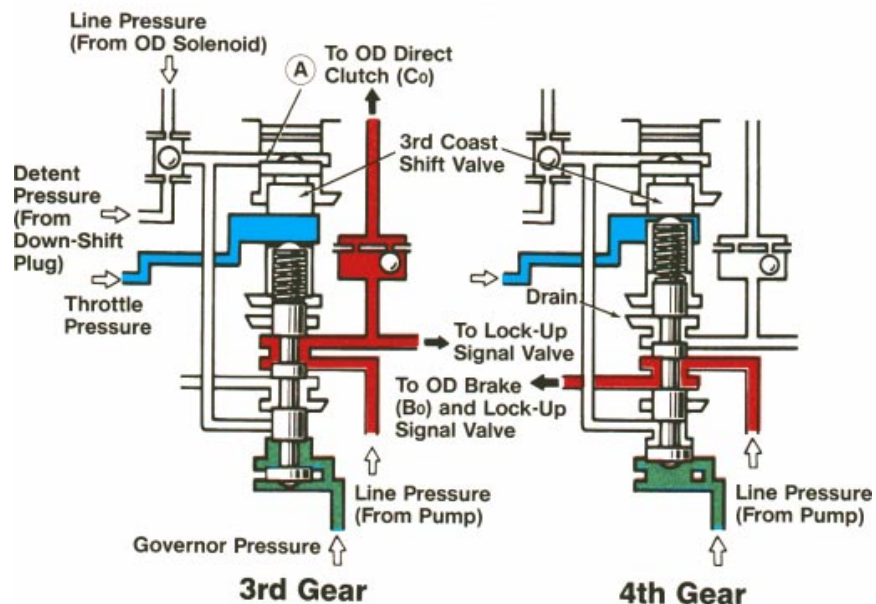 Line Pressure
(From OD Solenoid)
A
To OD Direct
Clutch (C₀)
3rd Coast
Shift Valve
Detent
Pressure
(From
Down-Shift
Plug)
Throttle
Pressure
Drain
To Lock-Up
Signal Valve
To OD Brake
(B₀) and Lock-Up
Signal Valve
Line Pressure
(From Pump)
Governor Pressure
3rd Gear
Line Pressure
(From Pump)
4th Gear